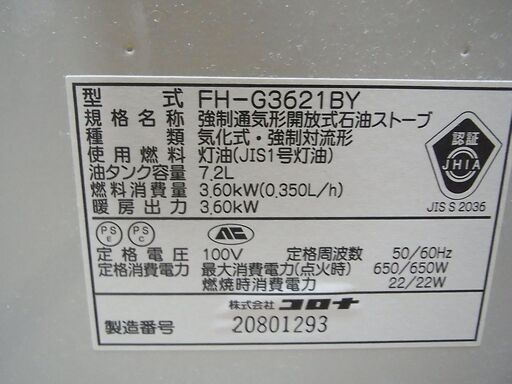 型式 FH-G3621BY
規格名称 強制通気形開放式石油ストーブ
種類 気化式・強制対流形
使用燃料 灯油(JIS1号灯油)
油タンク容量 7.2L
燃料消費量 3.60kW(0.350L/h)
暖房出力 3.60kW
認証
JHIA
JIS S 2036
PS E PS C
定格電圧 100V 定格周波数 50/60Hz
定格消費電力 最大消費電力(点火時) 650/650W
燃焼時消費電力 22/22W
株式会社 コロナ
製造番号 20801293